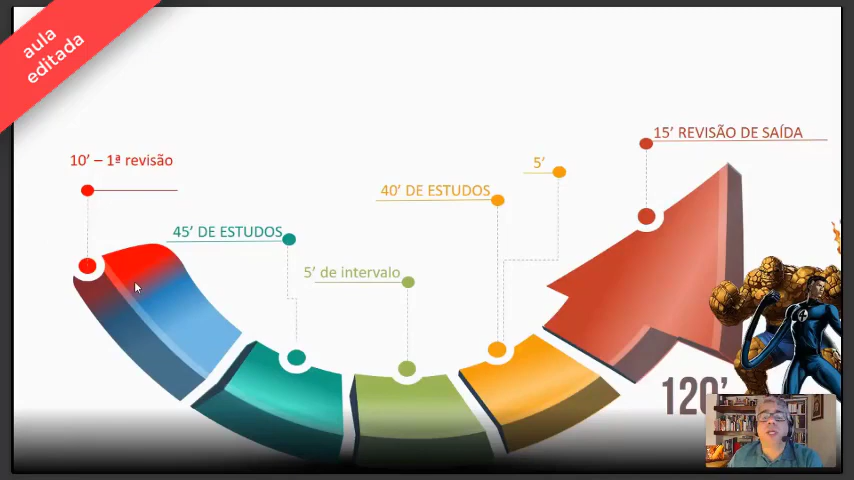 aula
editada
10’ – 1ª revisão
45’ DE ESTUDOS
5’ de intervalo
40’ DE ESTUDOS
5’
15’ REVISÃO DE SAÍDA
120’
4